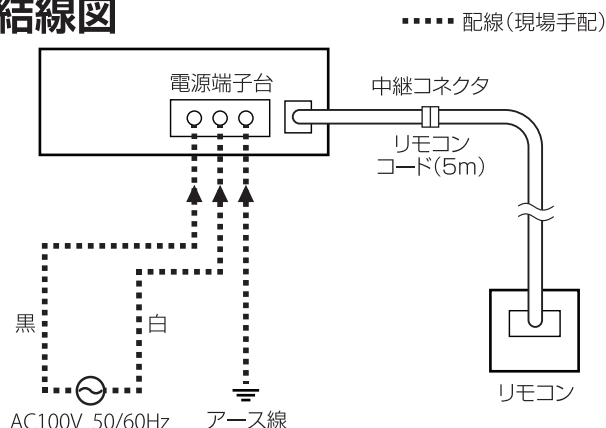 結線図
配線（現場手配）
電源端子台
中継コネクタ
リモコン
コード（5m）
黒
白
リモコン
AC100V 50/60Hz
アース線